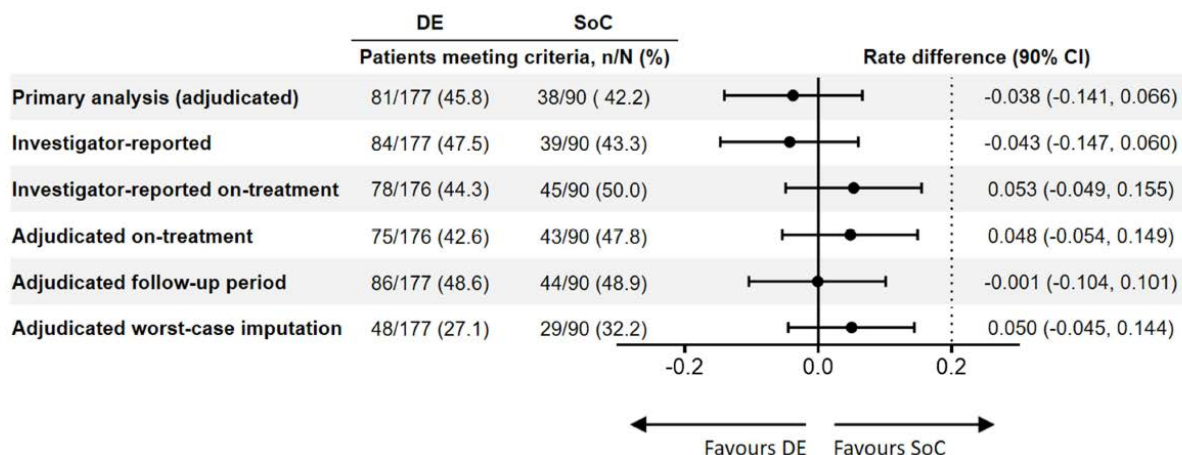 DE SoC
Patients meeting criteria, n/N (%) Rate difference (90% CI)
Primary analysis (adjudicated) 81/177 (45.8) 38/90 ( 42.2) -0.038 (-0.141, 0.066)
Investigator-reported 84/177 (47.5) 39/90 (43.3) -0.043 (-0.147, 0.060)
Investigator-reported on-treatment 78/176 (44.3) 45/90 (50.0) 0.053 (-0.049, 0.155)
Adjudicated on-treatment 75/176 (42.6) 43/90 (47.8) 0.048 (-0.054, 0.149)
Adjudicated follow-up period 86/177 (48.6) 44/90 (48.9) -0.001 (-0.104, 0.101)
Adjudicated worst-case imputation 48/177 (27.1) 29/90 (32.2) 0.050 (-0.045, 0.144)
-0.2 0.0 0.2
Favours DE Favours SoC